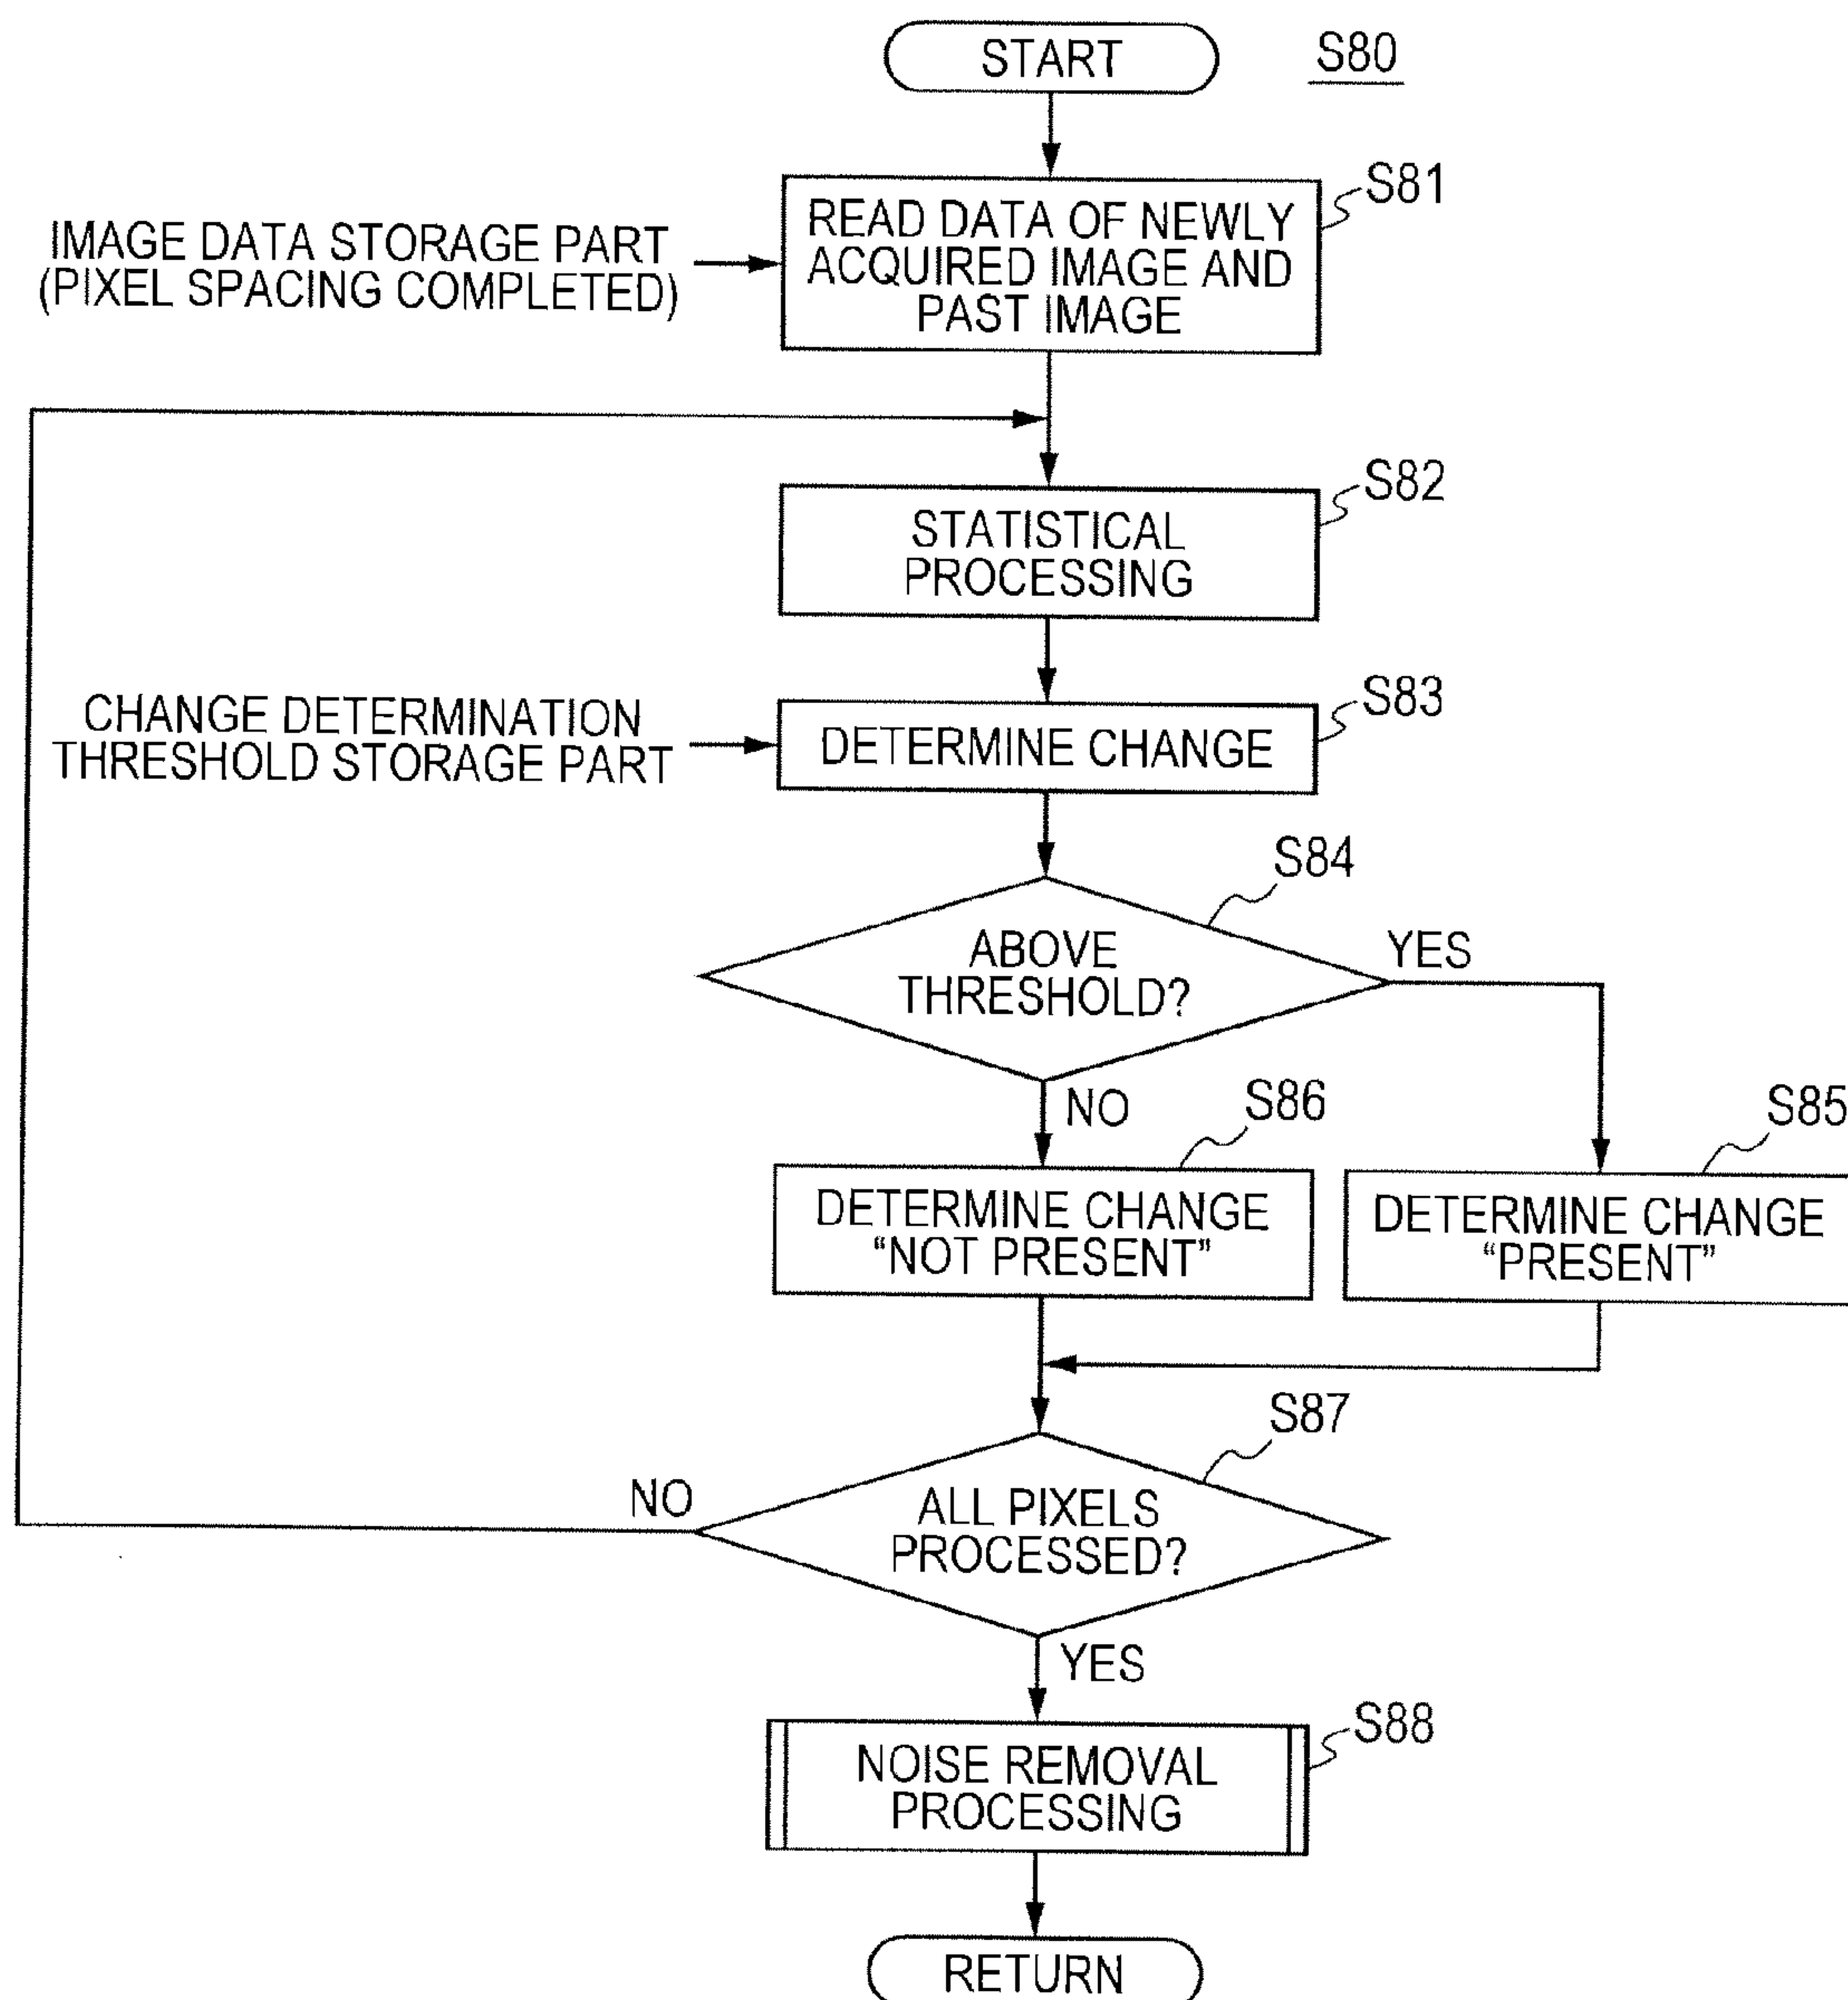 START
S80
S81
READ DATA OF NEWLY
ACQUIRED IMAGE AND
PAST IMAGE
IMAGE DATA STORAGE PART
(PIXEL SPACING COMPLETED)
S82
STATISTICAL
PROCESSING
S83
CHANGE DETERMINATION
THRESHOLD STORAGE PART
DETERMINE CHANGE
S84
ABOVE
THRESHOLD?
YES
NO
S86
S85
DETERMINE CHANGE
“NOT PRESENT”
DETERMINE CHANGE
“PRESENT”
S87
NO
ALL PIXELS
PROCESSED?
YES
S88
NOISE REMOVAL
PROCESSING
RETURN